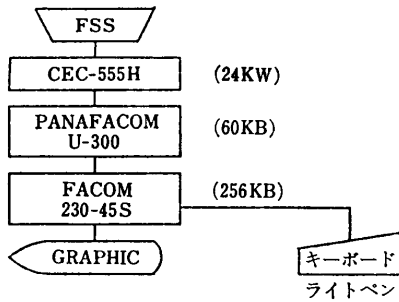 FSS
CEC-555H (24KW)
PANAFACOM
U-300 (60KB)
FACOM
230-45S (256KB)
GRAPHIC
キーボード
ライトペン